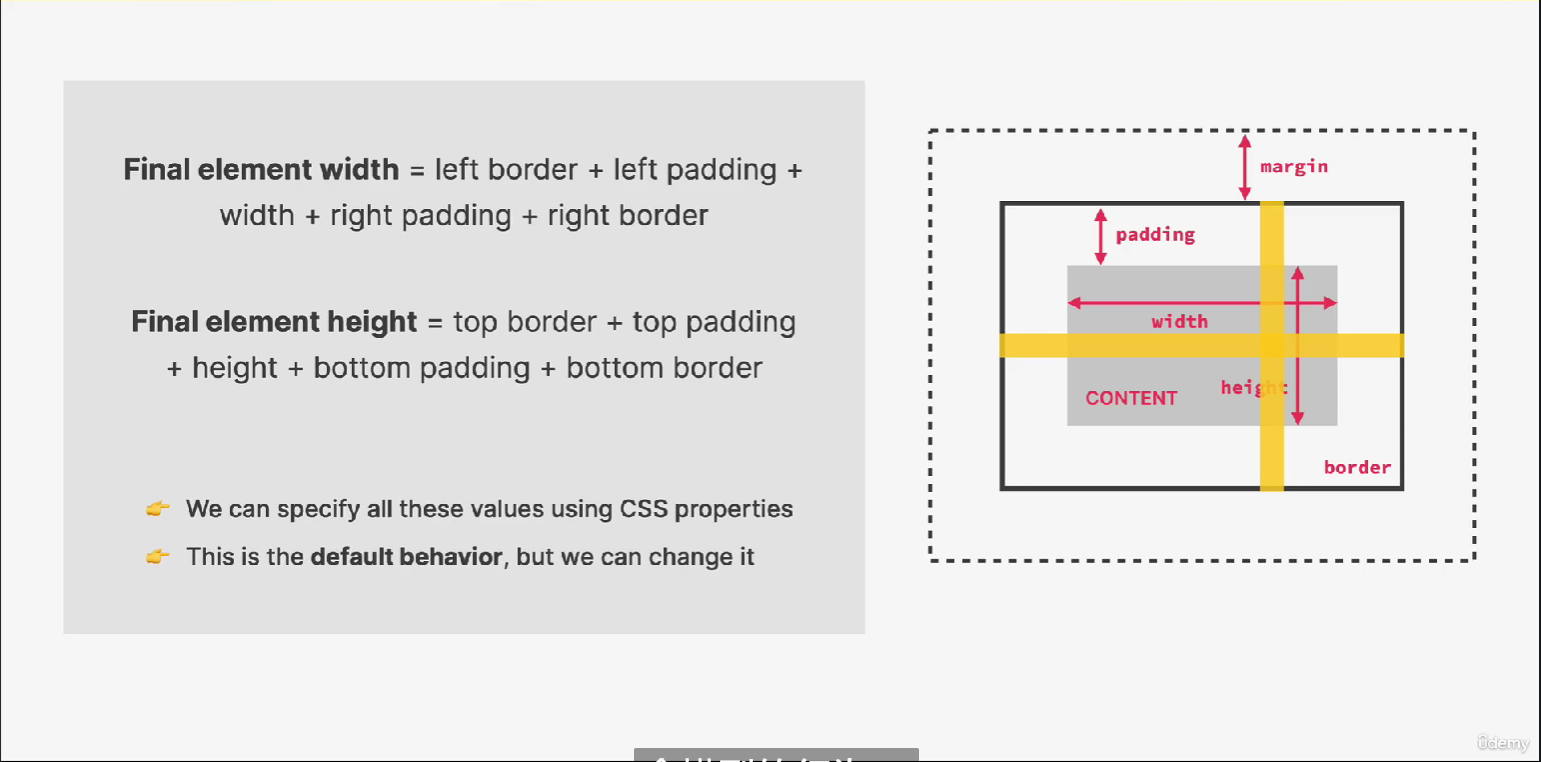 Final element width = left border + left padding +
width + right padding + right border
Final element height = top border + top padding
+ height + bottom padding + bottom border
👉 We can specify all these values using CSS properties
👉 This is the default behavior, but we can change it
margin
padding
width
height
CONTENT
border
ûdemy